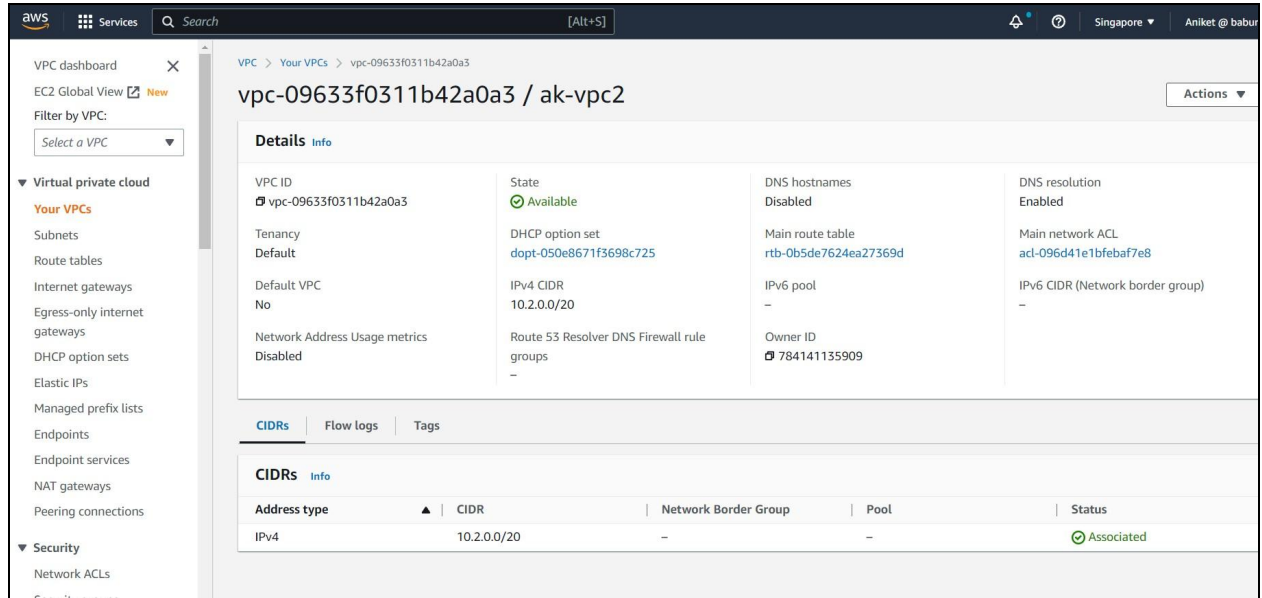 aws Services Search [Alt+S] Singapore Aniket @ babur
VPC dashboard
EC2 Global View New
Filter by VPC:
Select a VPC
Virtual private cloud
Your VPCs
Subnets
Route tables
Internet gateways
Egress-only internet
gateways
DHCP option sets
Elastic IPs
Managed prefix lists
Endpoints
Endpoint services
NAT gateways
Peering connections
Security
Network ACLs
VPC > Your VPCs > vpc-09633f0311b42a0a3
vpc-09633f0311b42a0a3 / ak-vpc2
Actions
Details Info
VPC ID
vpc-09633f0311b42a0a3
State
Available
DNS hostnames
Disabled
DNS resolution
Enabled
Tenancy
Default
DHCP option set
dopt-050e8671f3698c725
Main route table
rtb-0b5de7624ea27369d
Main network ACL
acl-096d41e1bfebaf7e8
Default VPC
No
IPv4 CIDR
10.2.0.0/20
IPv6 pool
–
IPv6 CIDR (Network border group)
–
Network Address Usage metrics
Disabled
Route 53 Resolver DNS Firewall rule
groups
–
Owner ID
784141135909
CIDRs Flow logs Tags
CIDRs Info
Address type CIDR Network Border Group Pool Status
IPv4 10.2.0.0/20 – – Associated